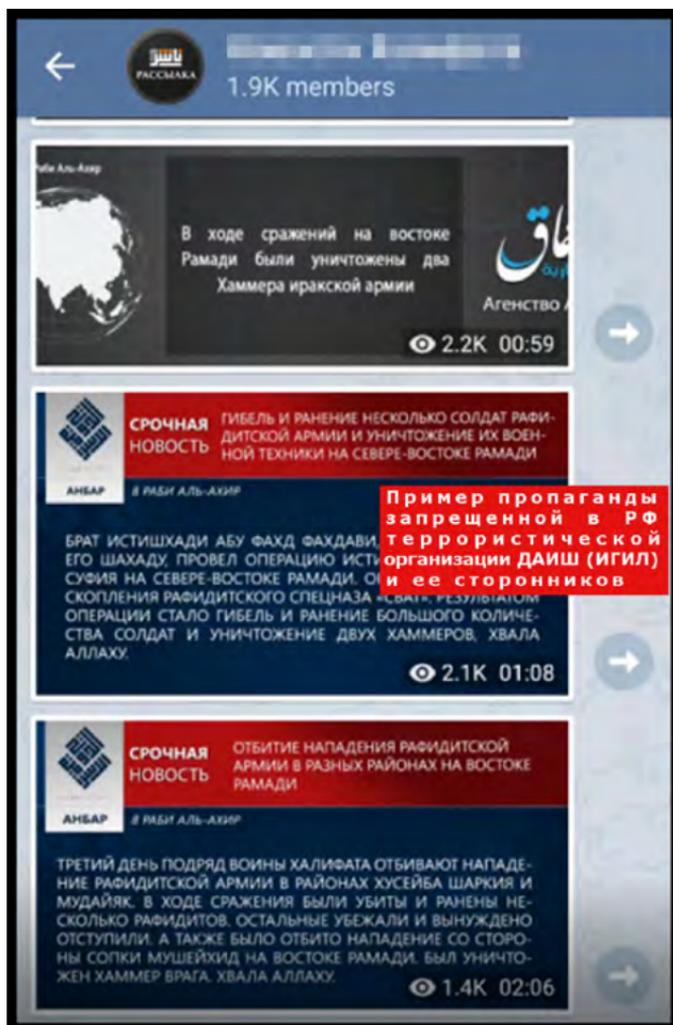 ناشر
РАССЫЛКА
1.9K members
Раби Аль-Ахир
В ходе сражений на востоке
Рамади были уничтожены два
Хаммера иракской армии
Агенство
2.2K 00:59
СРОЧНАЯ
НОВОСТЬ
ГИБЕЛЬ И РАНЕНИЕ НЕСКОЛЬКО СОЛДАТ РАФИ-
ДИТСКОЙ АРМИИ И УНИЧТОЖЕНИЕ ИХ ВОЕН-
НОЙ ТЕХНИКИ НА СЕВЕРЕ-ВОСТОКЕ РАМАДИ
АНБАР
8 РАБИ АЛЬ-АХИР
Пример пропаганды
запрещенной в РФ
террористической
организации ДАИШ (ИГИЛ)
и ее сторонников
БРАТ ИСТИШХАДИ АБУ ФАХД ФАХДАВИ,
ЕГО ШАХАДУ, ПРОВЕЛ ОПЕРАЦИЮ
СУФИЯ НА СЕВЕРЕ-ВОСТОКЕ РАМАДИ.
СКОПЛЕНИЯ РАФИДИТСКОГО СПЕЦНАЗА «СВАТ». РЕЗУЛЬТАТОМ
ОПЕРАЦИИ СТАЛО ГИБЕЛЬ И РАНЕНИЕ БОЛЬШОГО КОЛИЧЕ-
СТВА СОЛДАТ И УНИЧТОЖЕНИЕ ДВУХ ХАММЕРОВ, ХВАЛА
АЛЛАХУ.
2.1K 01:08
СРОЧНАЯ
НОВОСТЬ
ОТБИТИЕ НАПАДЕНИЯ РАФИДИТСКОЙ
АРМИИ В РАЗНЫХ РАЙОНАХ НА ВОСТОКЕ
РАМАДИ
АНБАР
8 РАБИ АЛЬ-АХИР
ТРЕТИЙ ДЕНЬ ПОДРЯД ВОИНЫ ХАЛИФАТА ОТБИВАЮТ НАПАДЕ-
НИЕ РАФИДИТСКОЙ АРМИИ В РАЙОНАХ ХУСЕЙБА ШАРКИЯ И
МУДАЙЯК. В ХОДЕ СРАЖЕНИЯ БЫЛИ УБИТЫ И РАНЕНЫ НЕ-
СКОЛЬКО РАФИДИТОВ. ОСТАЛЬНЫЕ УБЕЖАЛИ И ВЫНУЖДЕНО
ОТСТУПИЛИ. А ТАКЖЕ БЫЛО ОТБИТО НАПАДЕНИЕ СО СТОРО-
НЫ СОПКИ МУШЕЙХИД НА ВОСТОКЕ РАМАДИ. БЫЛ УНИЧТО-
ЖЕН ХАММЕР ВРАГА. ХВАЛА АЛЛАХУ.
1.4K 02:06